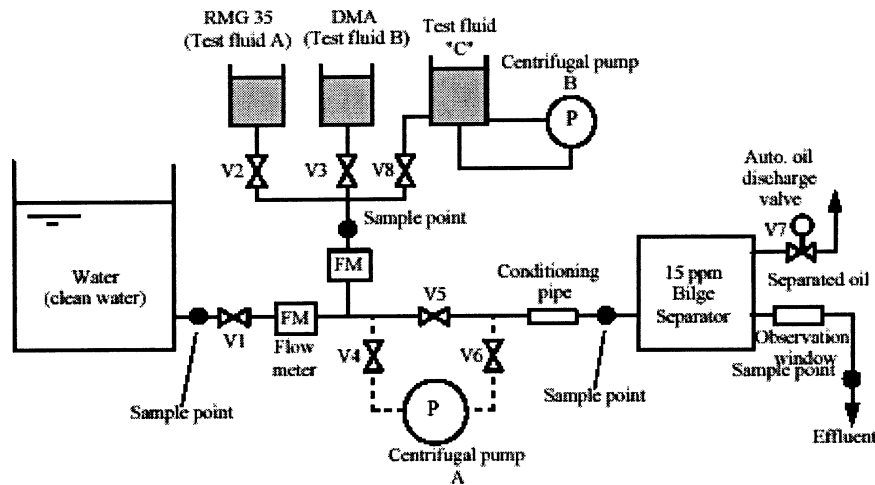 RMG 35
(Test fluid A)
DMA
(Test fluid B)
Test fluid
"C"
Centrifugal pump
B
P
V2
V3
V8
Sample point
FM
Auto. oil
discharge
valve
V7
Water
(clean water)
15 ppm
Bilge
Separator
Separated oil
Conditioning
pipe
V5
V1
FM
Flow
meter
V4
V6
Observation
window
Sample point
Sample point
Sample point
P
Centrifugal pump
A
Effluent